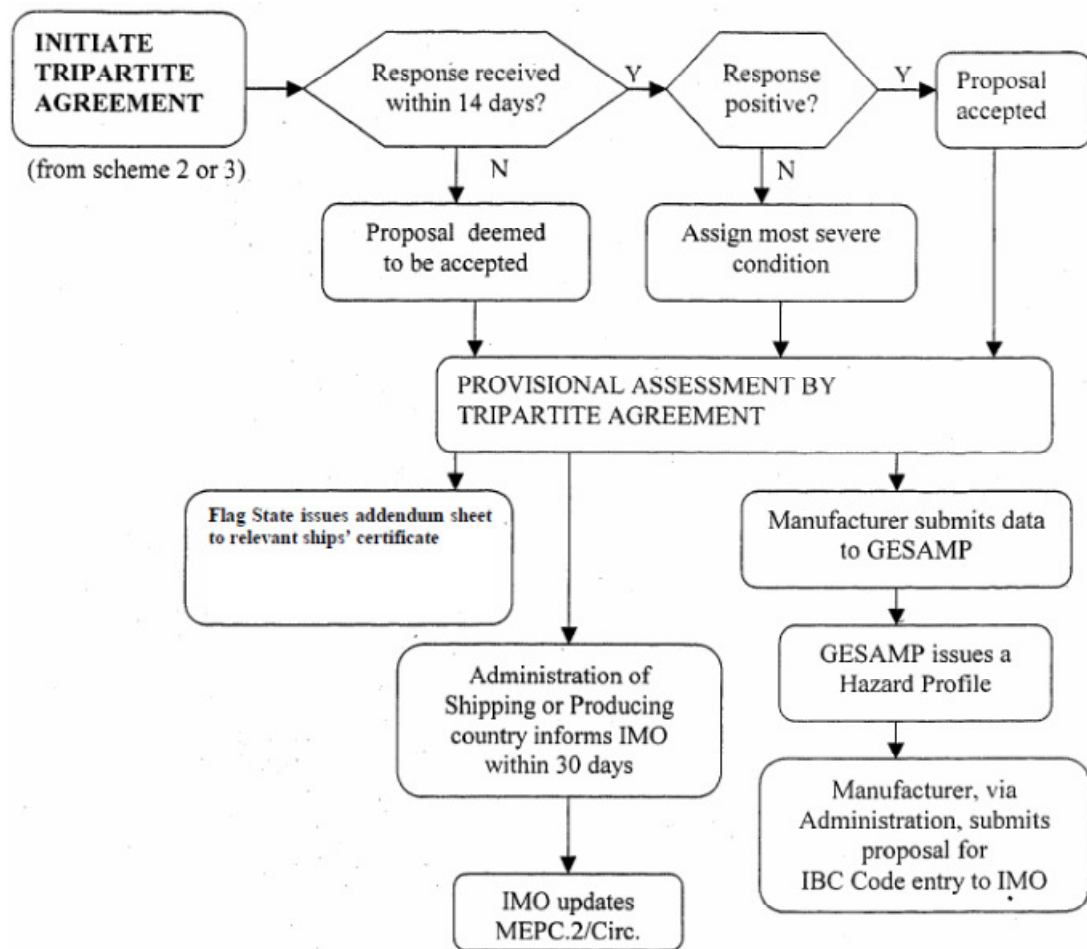 INITIATE
TRIPARTITE
AGREEMENT
(from scheme 2 or 3)
Response received
within 14 days?
Y
N
Response
positive?
Y
N
Proposal
accepted
Proposal deemed
to be accepted
Assign most severe
condition
PROVISIONAL ASSESSMENT BY
TRIPARTITE AGREEMENT
Flag State issues addendum sheet
to relevant ships' certificate
Manufacturer submits data
to GESAMP
GESAMP issues a
Hazard Profile
Administration of
Shipping or Producing
country informs IMO
within 30 days
Manufacturer, via
Administration, submits
proposal for
IBC Code entry to IMO
IMO updates
MEPC.2/Circ.